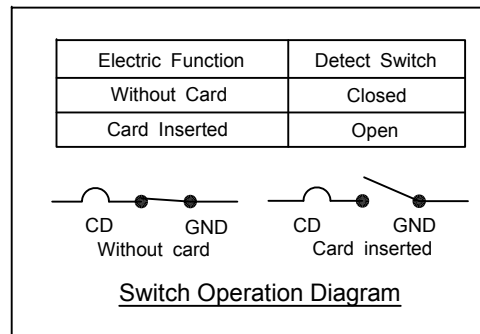 Electric Function Detect Switch
Without Card Closed
Card Inserted Open
CD GND CD GND
Without card Card inserted
Switch Operation Diagram